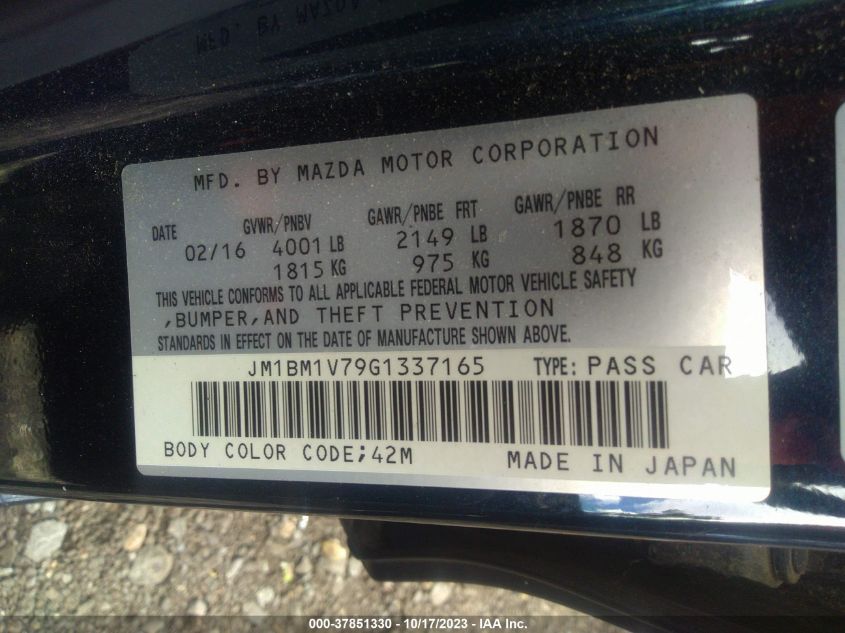 MFD. BY MAZDA MOTOR CORPORATION
DATE GVWR/PNBV GAWR/PNBE FRT GAWR/PNBE RR
02/16 4001 LB 2149 LB 1870 LB
1815 KG 975 KG 848 KG
THIS VEHICLE CONFORMS TO ALL APPLICABLE FEDERAL MOTOR VEHICLE SAFETY
,BUMPER,AND THEFT PREVENTION
STANDARDS IN EFFECT ON THE DATE OF MANUFACTURE SHOWN ABOVE.
JM1BM1V79G1337165 TYPE: PASS CAR
BODY COLOR CODE;42M MADE IN JAPAN
000-37851330 - 10/17/2023 - IAA Inc.